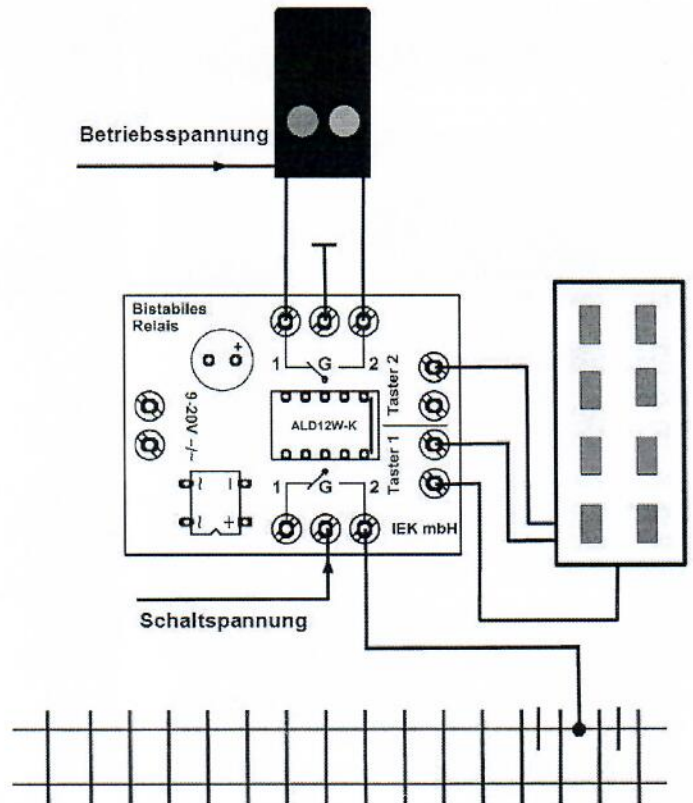 Betriebsspannung
Bistabiles
Relais
+
1 G 2
Taster 2
9-20V –/~
ALD12W-K
Taster 1
~ –
~ +
1 G 2
IEK mbH
Schaltspannung